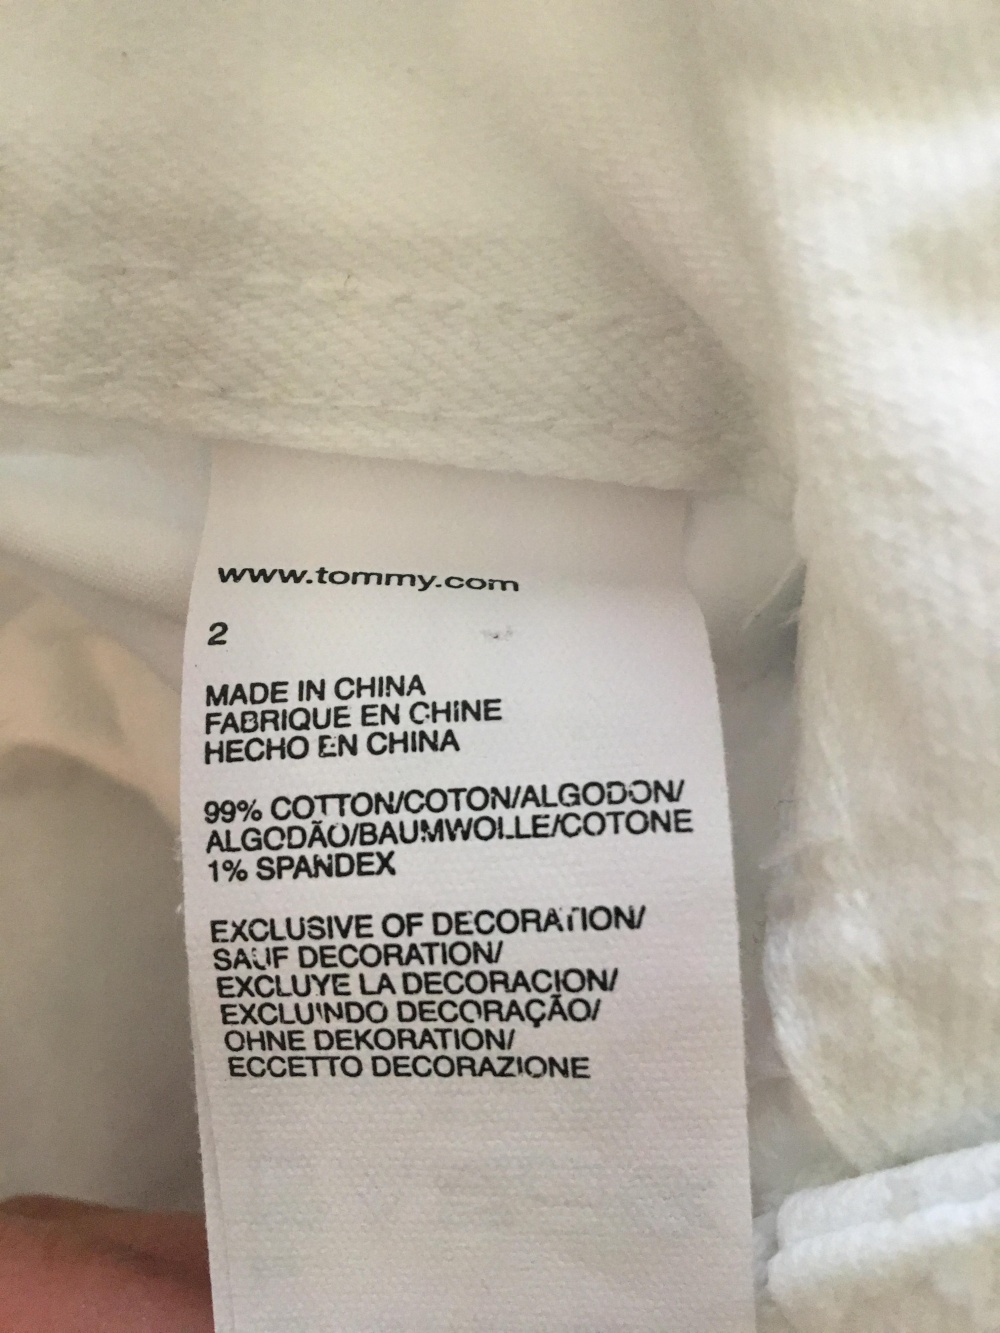 www.tommy.com
2
MADE IN CHINA
FABRIQUE EN CHINE
HECHO EN CHINA
99% COTTON/COTON/ALGODON/
ALGODÃO/BAUMWOLLE/COTONE
1% SPANDEX
EXCLUSIVE OF DECORATION/
SAUF DECORATION/
EXCLUYE LA DECORACION/
EXCLUINDO DECORAÇÃO/
OHNE DEKORATION/
ECCETTO DECORAZIONE